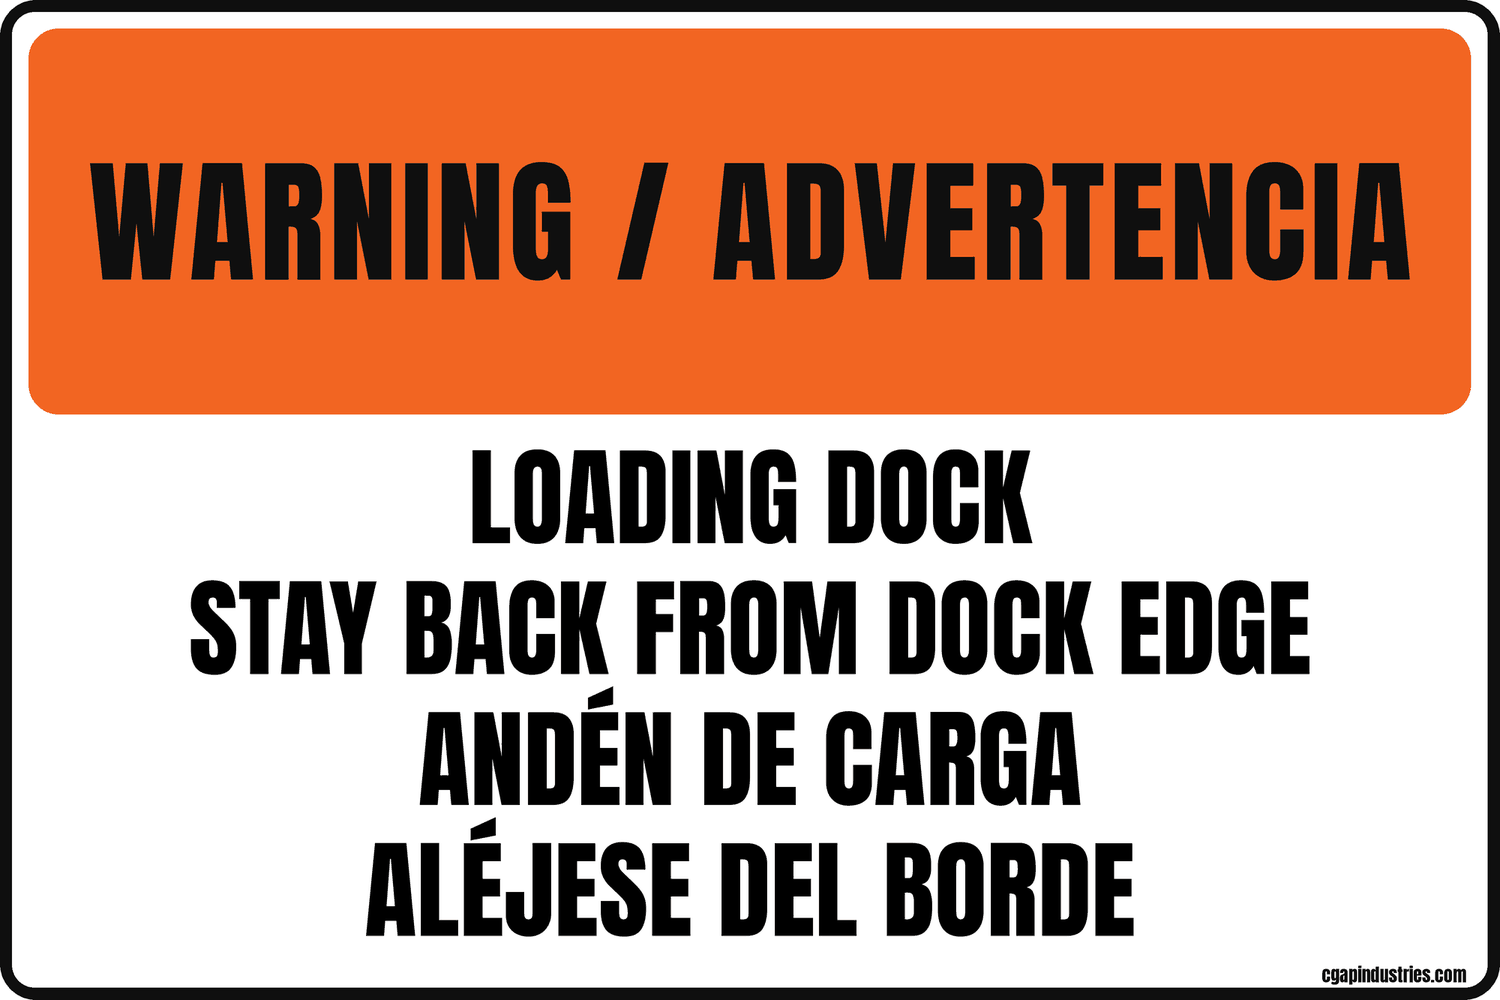 WARNING / ADVERTENCIA
LOADING DOCK
STAY BACK FROM DOCK EDGE
ANDÉN DE CARGA
ALÉJESE DEL BORDE
cgapindustries.com